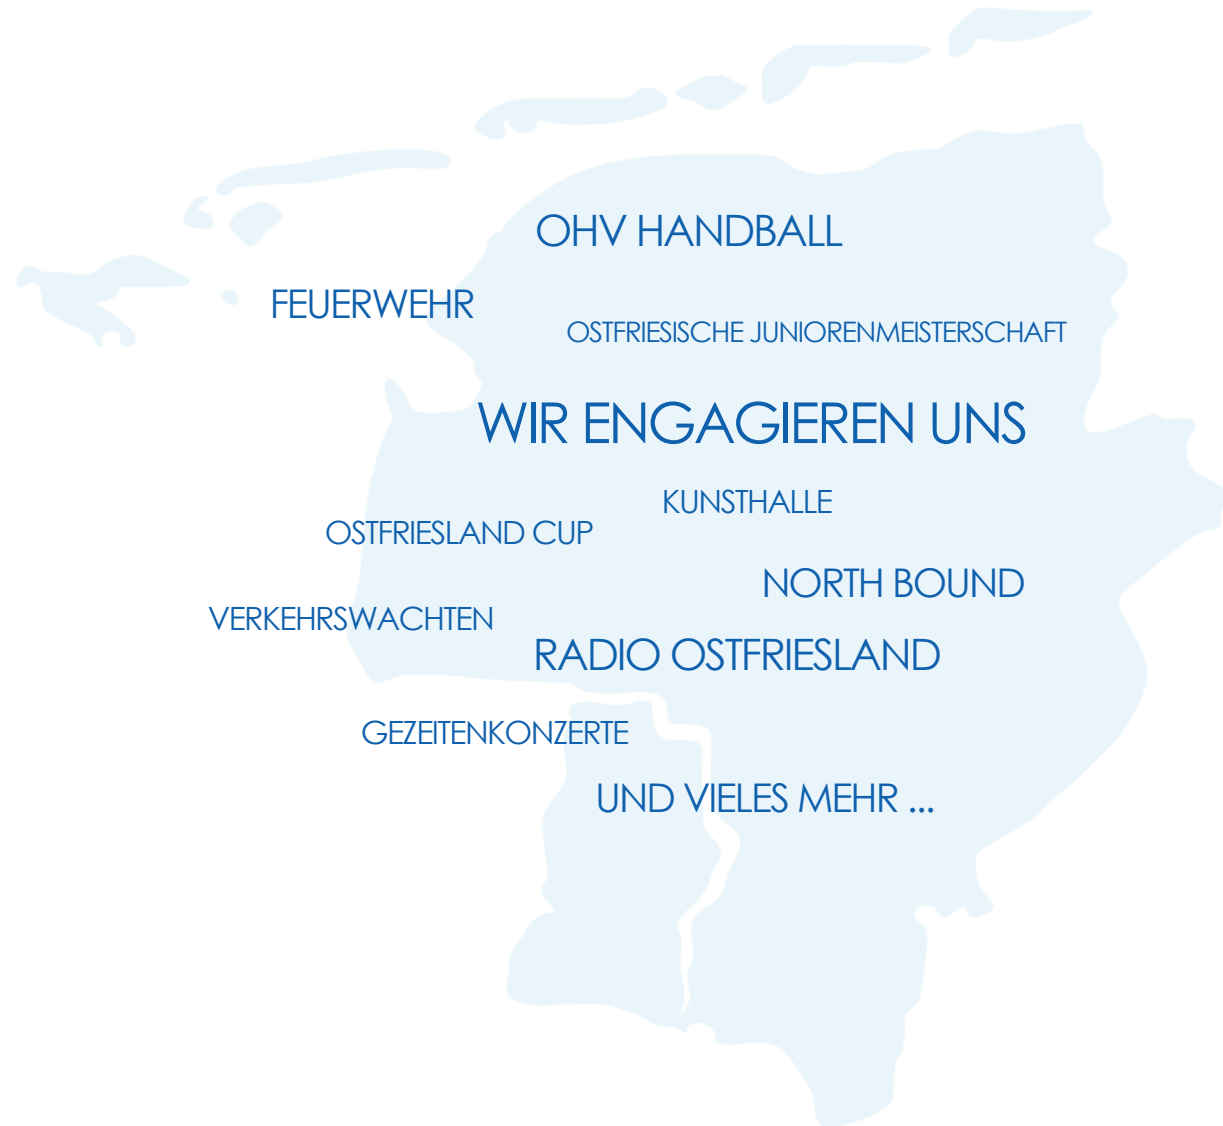 OHV HANDBALL
FEUERWEHR
OSTFRIESISCHE JUNIORENMEISTERSCHAFT
WIR ENGAGIEREN UNS
KUNSTHALLE
OSTFRIESLAND CUP
NORTH BOUND
VERKEHRSWACHTEN
RADIO OSTFRIESLAND
GEZEITENKONZERTE
UND VIELES MEHR ...